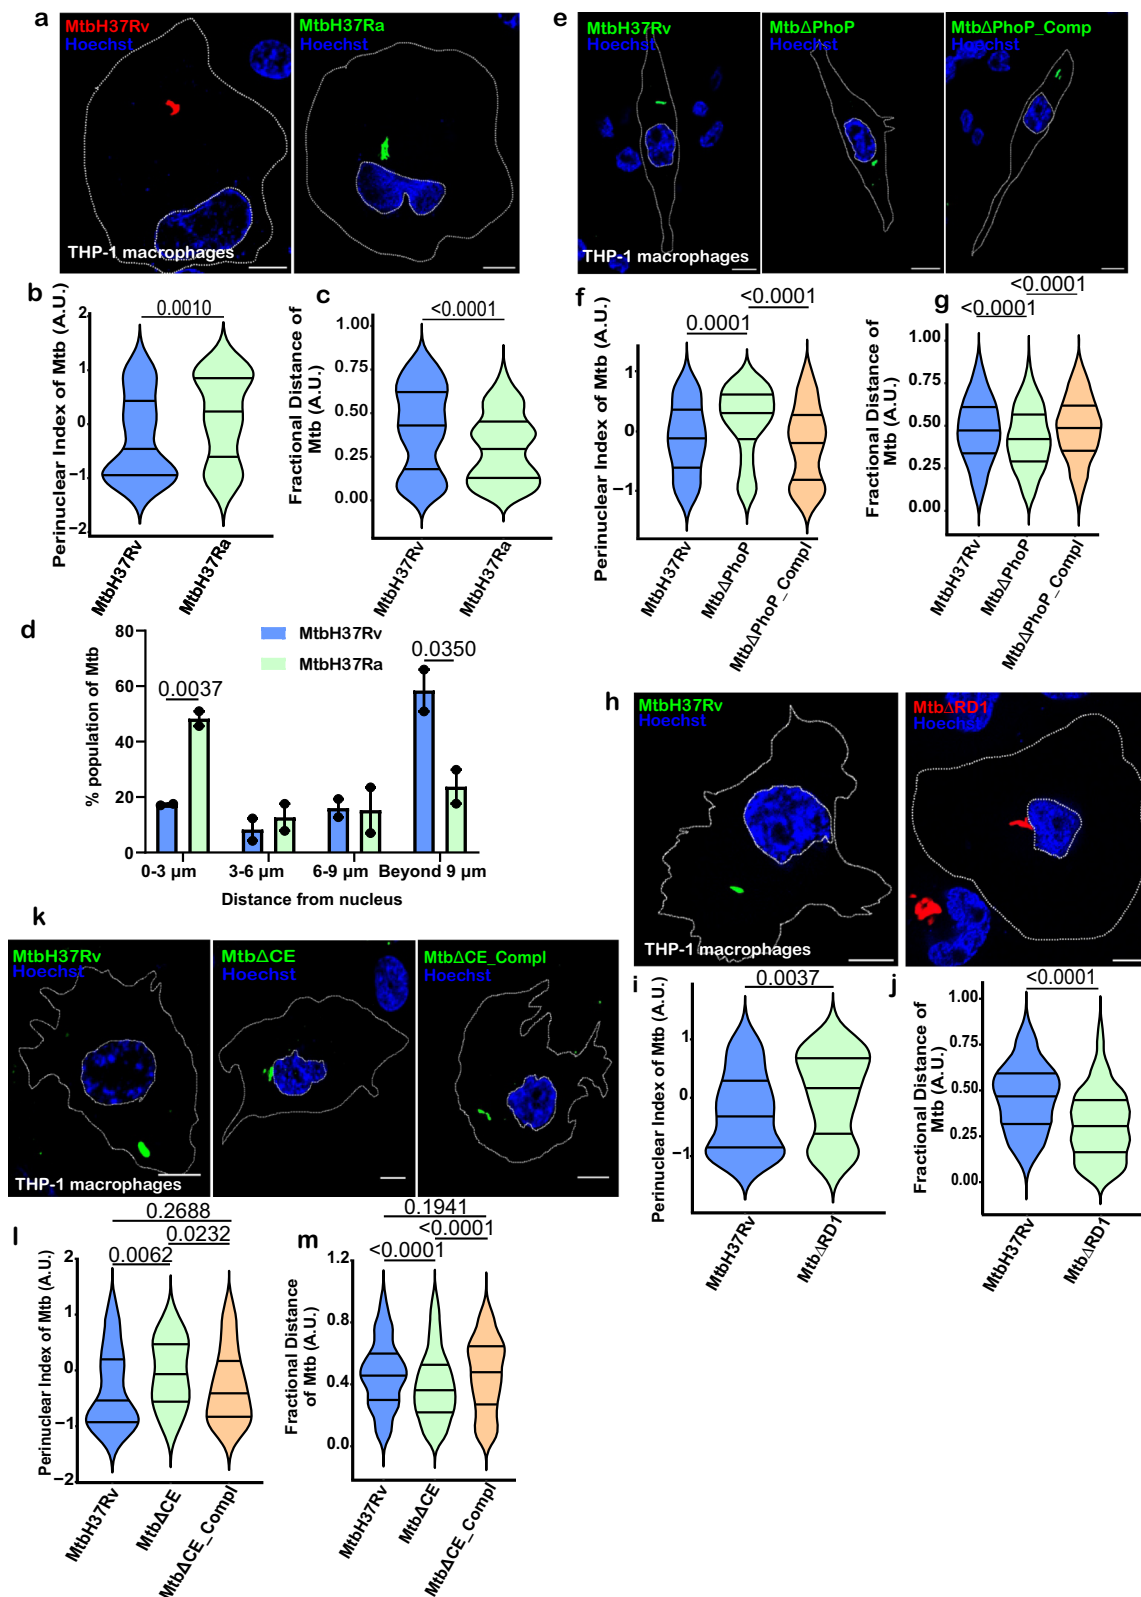 a
MtbH37Rv
Hoechst
MtbH37Ra
Hoechst
THP-1 macrophages
b
Perinuclear Index of Mtb (A.U.)
2
1
0
−1
−2
0.0010
MtbH37Rv
MtbH37Ra
c
Fractional Distance of
Mtb (A.U.)
1.00
0.75
0.50
0.25
0.00
<0.0001
MtbH37Rv
MtbH37Ra
d
% population of Mtb
80
60
40
20
0
MtbH37Rv
MtbH37Ra
0.0037
0.0350
0-3 μm
3-6 μm
6-9 μm
Beyond 9 μm
Distance from nucleus
e
MtbH37Rv
Hoechst
MtbΔPhoP
Hoechst
MtbΔPhoP_Comp
Hoechst
THP-1 macrophages
f
Perinuclear Index of Mtb (A.U.)
1
0
−1
0.0001
<0.0001
MtbH37Rv
MtbΔPhoP
MtbΔPhoP_Compl
g
Fractional Distance of
Mtb (A.U.)
1.00
0.75
0.50
0.25
0.00
<0.0001
<0.0001
MtbH37Rv
MtbΔPhoP
MtbΔPhoP_Compl
h
MtbH37Rv
Hoechst
MtbΔRD1
Hoechst
THP-1 macrophages
i
Perinuclear Index of Mtb (A.U.)
1
0
−1
0.0037
MtbH37Rv
MtbΔRD1
j
Fractional Distance of
Mtb (A.U.)
1.00
0.75
0.50
0.25
0.00
<0.0001
MtbH37Rv
MtbΔRD1
k
MtbH37Rv
Hoechst
MtbΔCE
Hoechst
MtbΔCE_Compl
Hoechst
THP-1 macrophages
l
Perinuclear Index of Mtb (A.U.)
2
1
0
−1
−2
0.2688
0.0232
0.0062
MtbH37Rv
MtbΔCE
MtbΔCE_Compl
m
Fractional Distance
of Mtb (A.U.)
1.2
0.8
0.4
0.0
0.1941
<0.0001
<0.0001
MtbH37Rv
MtbΔCE
MtbΔCE_Compl